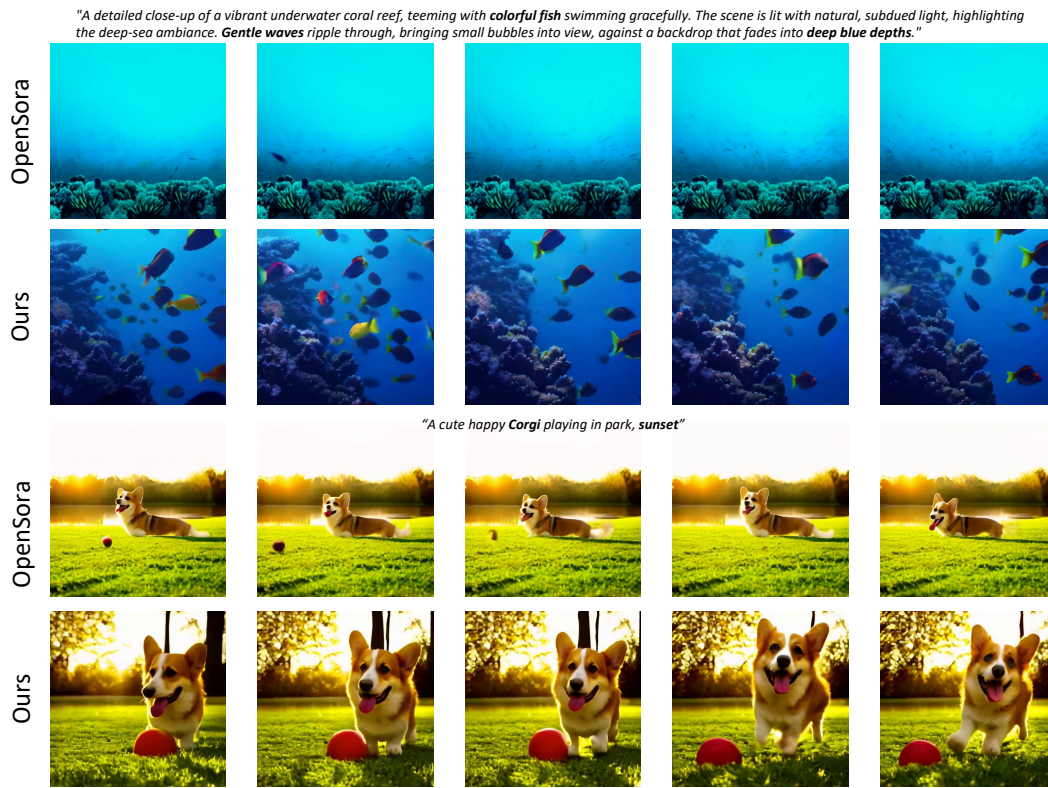 "A detailed close-up of a vibrant underwater coral reef, teeming with colorful fish swimming gracefully. The scene is lit with natural, subdued light, highlighting
the deep-sea ambiance. Gentle waves ripple through, bringing small bubbles into view, against a backdrop that fades into deep blue depths."
OpenSora
Ours
“A cute happy Corgi playing in park, sunset”
OpenSora
Ours